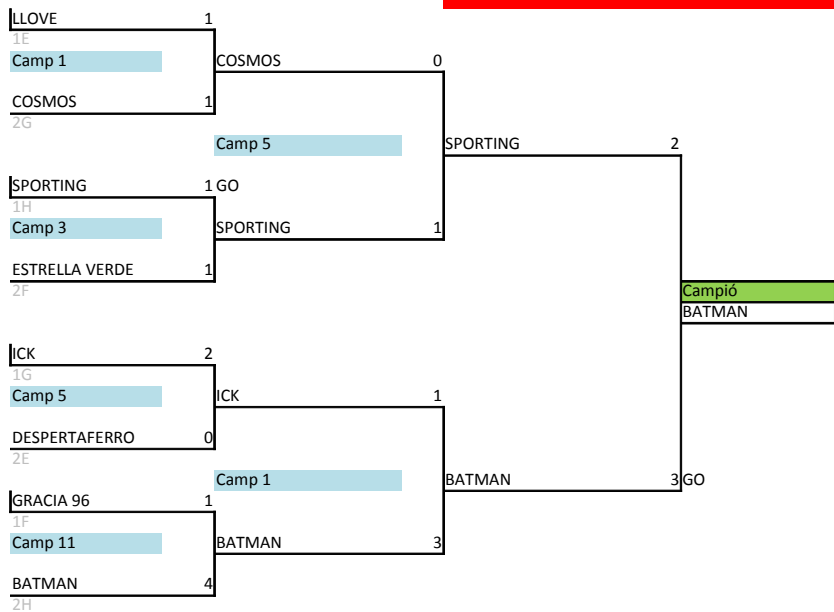 LLOVE 1
1E
Camp 1 COSMOS 0
COSMOS 1
2G
Camp 5 SPORTING 2
SPORTING 1 GO
1H
Camp 3 SPORTING 1
ESTRELLA VERDE 1
2F
Campió
BATMAN
ICK 2
1G
Camp 5 ICK 1
DESPERTAFERRO 0
2E
Camp 1 BATMAN 3 GO
GRACIA 96 1
1F
Camp 11 BATMAN 3
BATMAN 4
2H